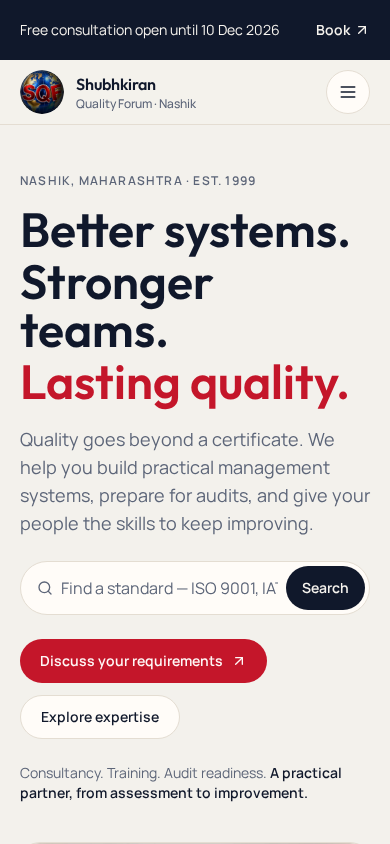 Free consultation open until 10 Dec 2026
Book
SQF
Shubhkiran
Quality Forum · Nashik
NASHIK, MAHARASHTRA · EST. 1999
Better systems.
Stronger
teams.
Lasting quality.
Quality goes beyond a certificate. We
help you build practical management
systems, prepare for audits, and give your
people the skills to keep improving.
Find a standard — ISO 9001, IAT
Search
Discuss your requirements
Explore expertise
Consultancy. Training. Audit readiness. A practical
partner, from assessment to improvement.